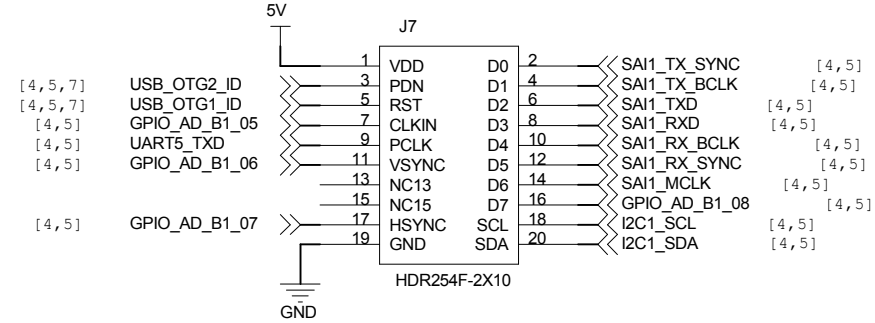 5V
J7
1 VDD D0 2 SAI1_TX_SYNC [4,5]
[4,5,7] USB_OTG2_ID 3 PDN D1 4 SAI1_TX_BCLK [4,5]
[4,5,7] USB_OTG1_ID 5 RST D2 6 SAI1_TXD [4,5]
[4,5] GPIO_AD_B1_05 7 CLKIN D3 8 SAI1_RXD [4,5]
[4,5] UART5_TXD 9 PCLK D4 10 SAI1_RX_BCLK [4,5]
[4,5] GPIO_AD_B1_06 11 VSYNC D5 12 SAI1_RX_SYNC [4,5]
13 NC13 D6 14 SAI1_MCLK [4,5]
15 NC15 D7 16 GPIO_AD_B1_08 [4,5]
[4,5] GPIO_AD_B1_07 17 HSYNC SCL 18 I2C1_SCL [4,5]
19 GND SDA 20 I2C1_SDA [4,5]
HDR254F-2X10
GND